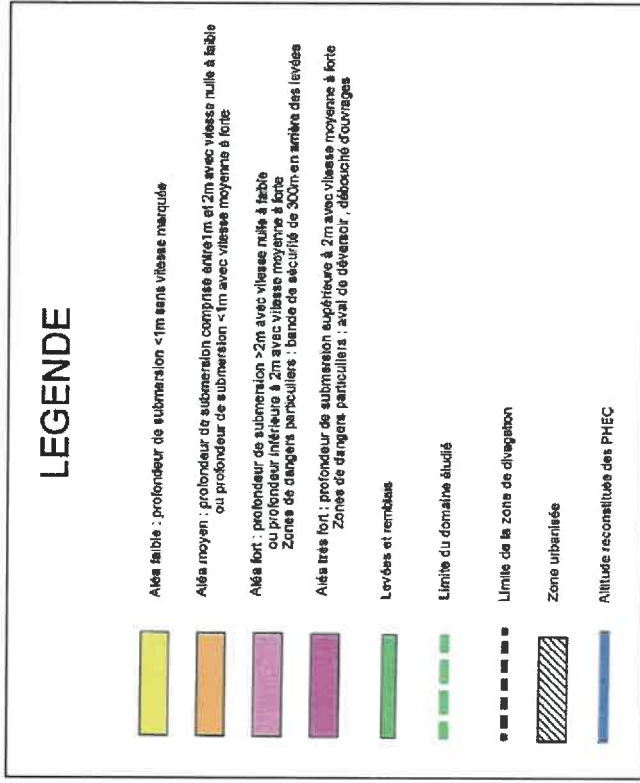 LEGENDE
Aléa faible : profondeur de submersion <1m sans vitesse marquée
Aléa moyen : profondeur de submersion comprise entre 1m et 2m avec vitesse nulle à faible
ou profondeur de submersion <1m avec vitesse moyenne à forte
Aléa fort : profondeur de submersion >2m avec vitesse nulle à faible
ou profondeur inférieure à 2m avec vitesse moyenne à forte
Zones de dangers particuliers : bande de sécurité de 300m en arrière des levées
Aléa très fort : profondeur de submersion supérieure à 2m avec vitesse moyenne à forte
Zones de dangers particuliers : aval de déversoir , débouché d'ouvrages
Levées et remblais
Limite du domaine étudié
Limite de la zone de divagation
Zone urbanisée
Altitude reconstituée des PHEC